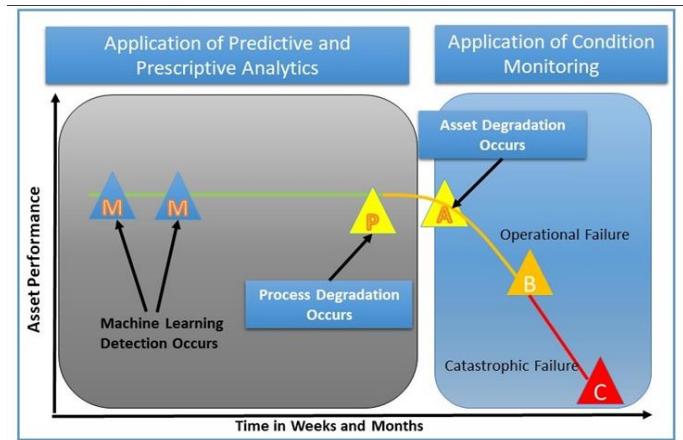 Application of Predictive and
Prescriptive Analytics
Application of Condition
Monitoring
Asset Degradation
Occurs
M
M
P
A
Operational Failure
B
Process Degradation
Occurs
Machine Learning
Detection Occurs
Catastrophic Failure
C
Asset Performance
Time in Weeks and Months